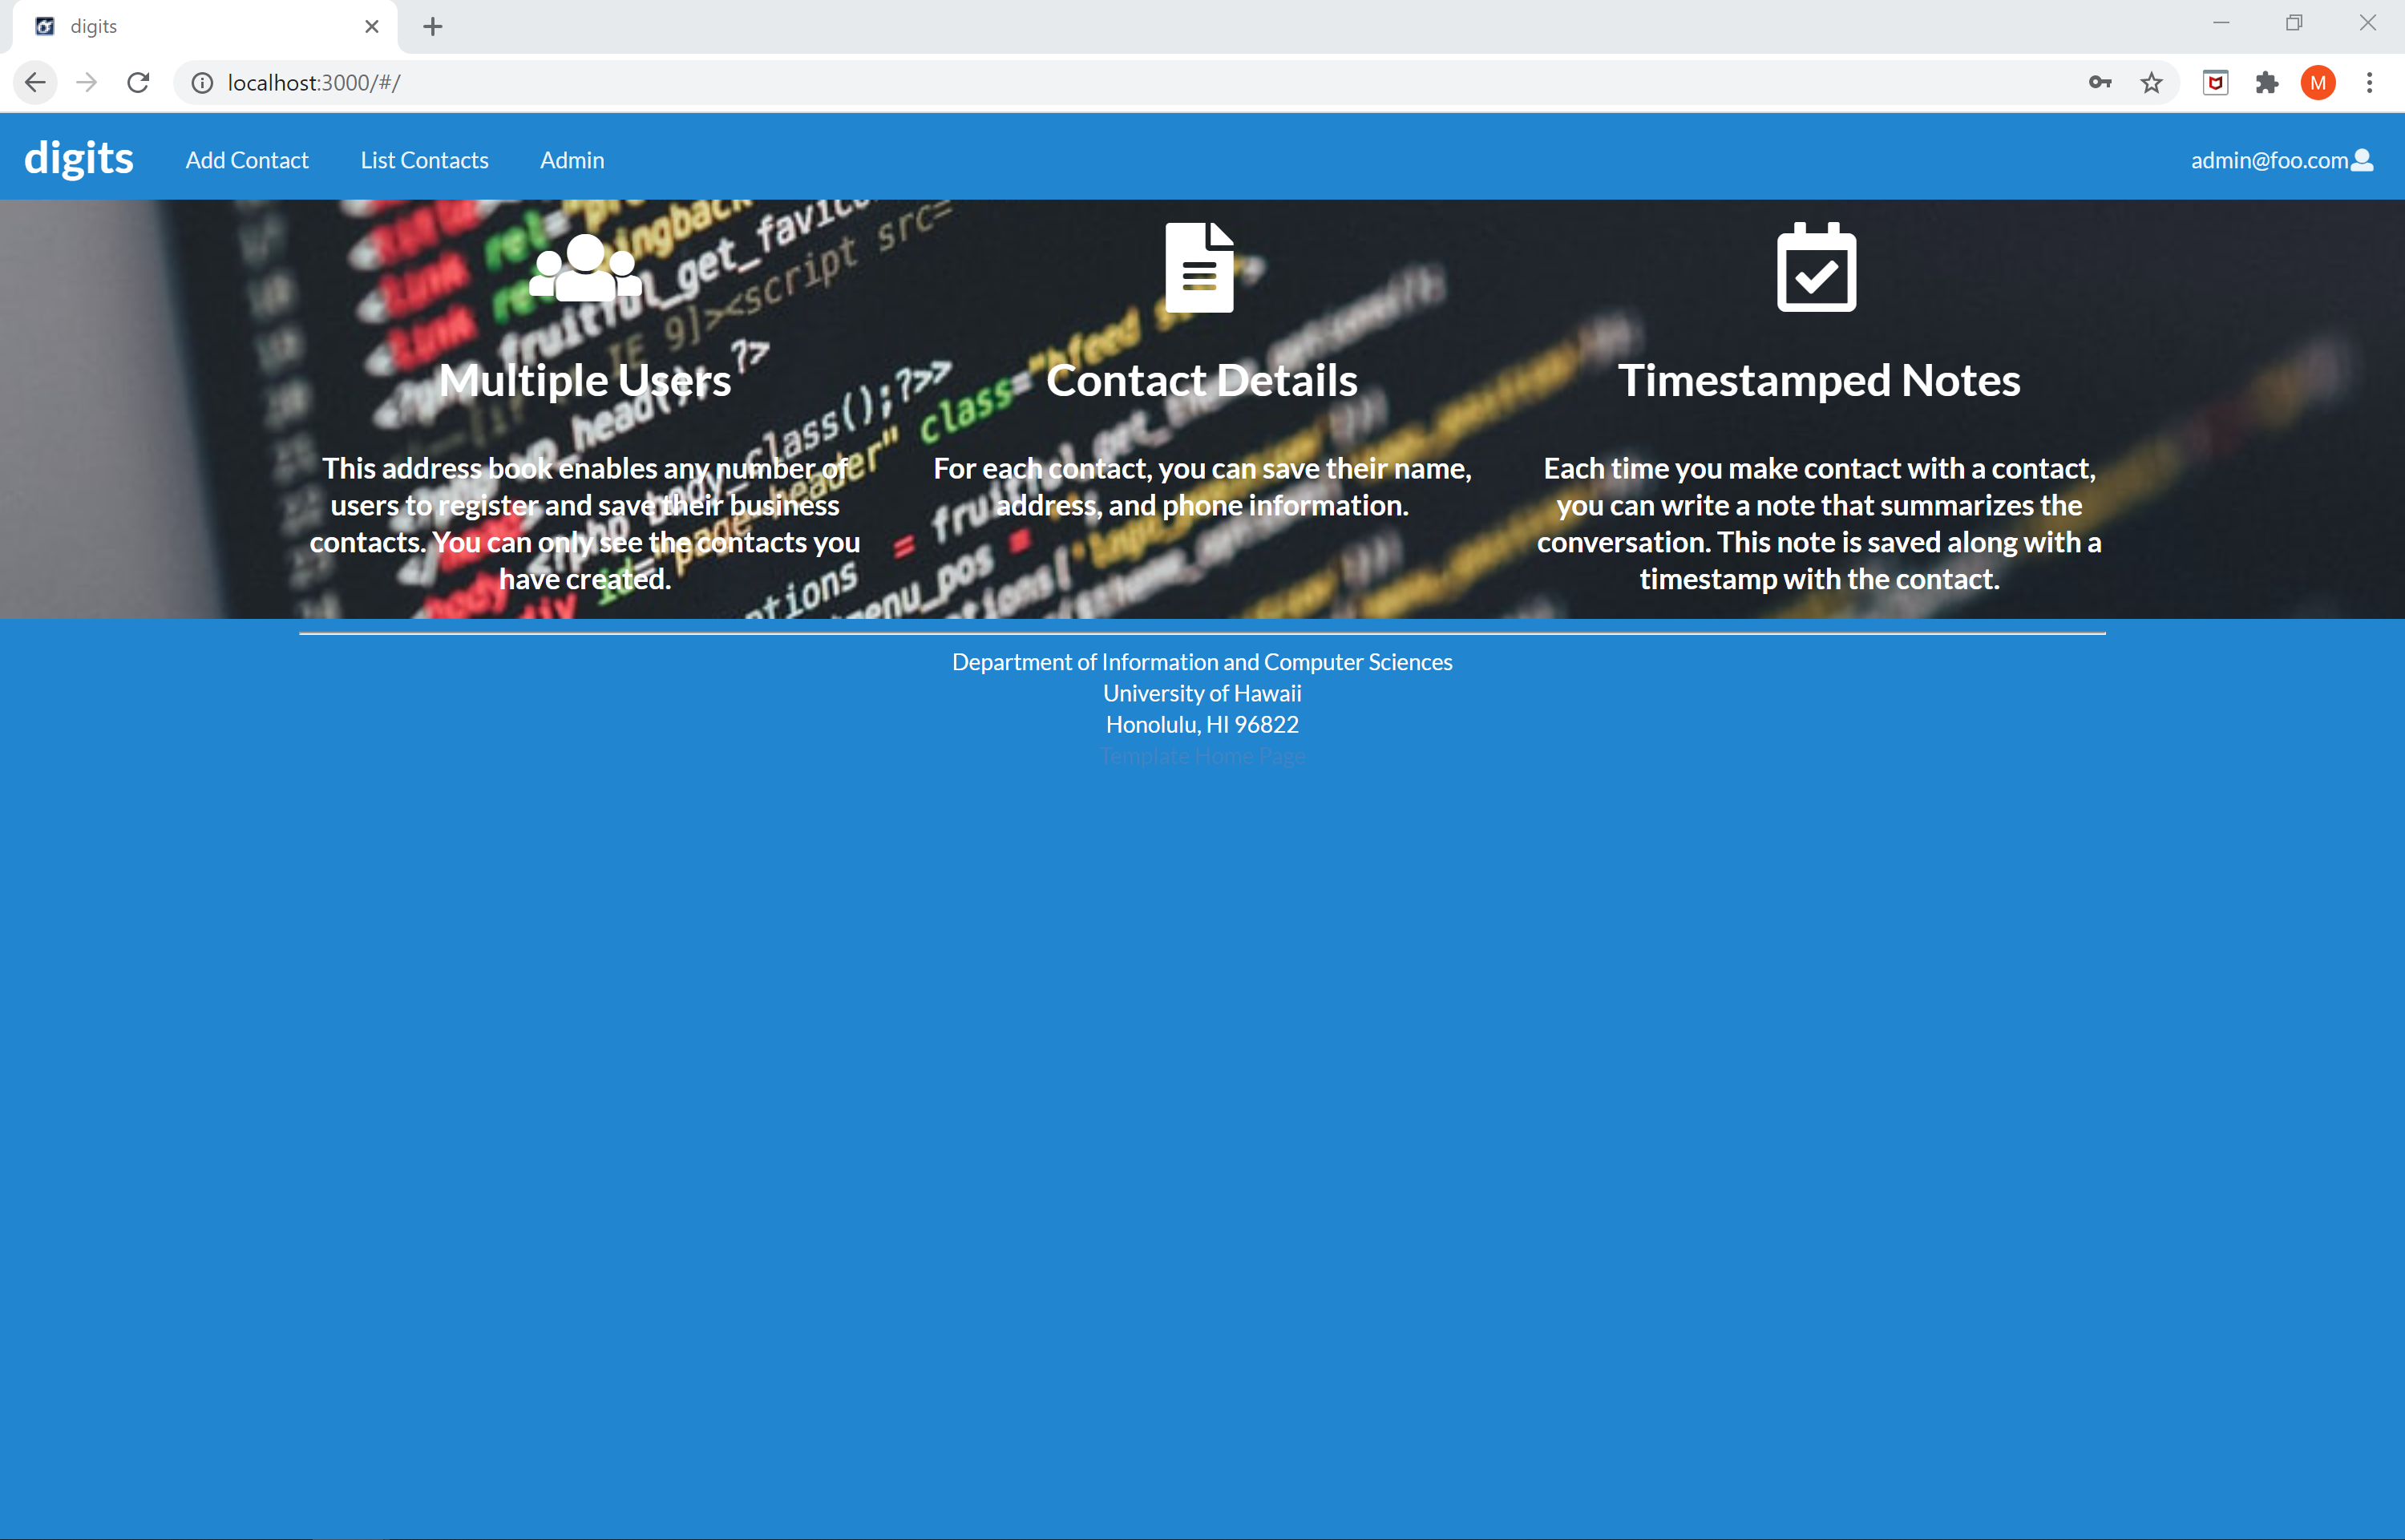 digits
localhost:3000/#/
M
digits Add Contact List Contacts Admin admin@foo.com
Multiple Users
This address book enables any number of
users to register and save their business
contacts. You can only see the contacts you
have created.
Contact Details
For each contact, you can save their name,
address, and phone information.
Timestamped Notes
Each time you make contact with a contact,
you can write a note that summarizes the
conversation. This note is saved along with a
timestamp with the contact.
Department of Information and Computer Sciences
University of Hawaii
Honolulu, HI 96822
Template Home Page